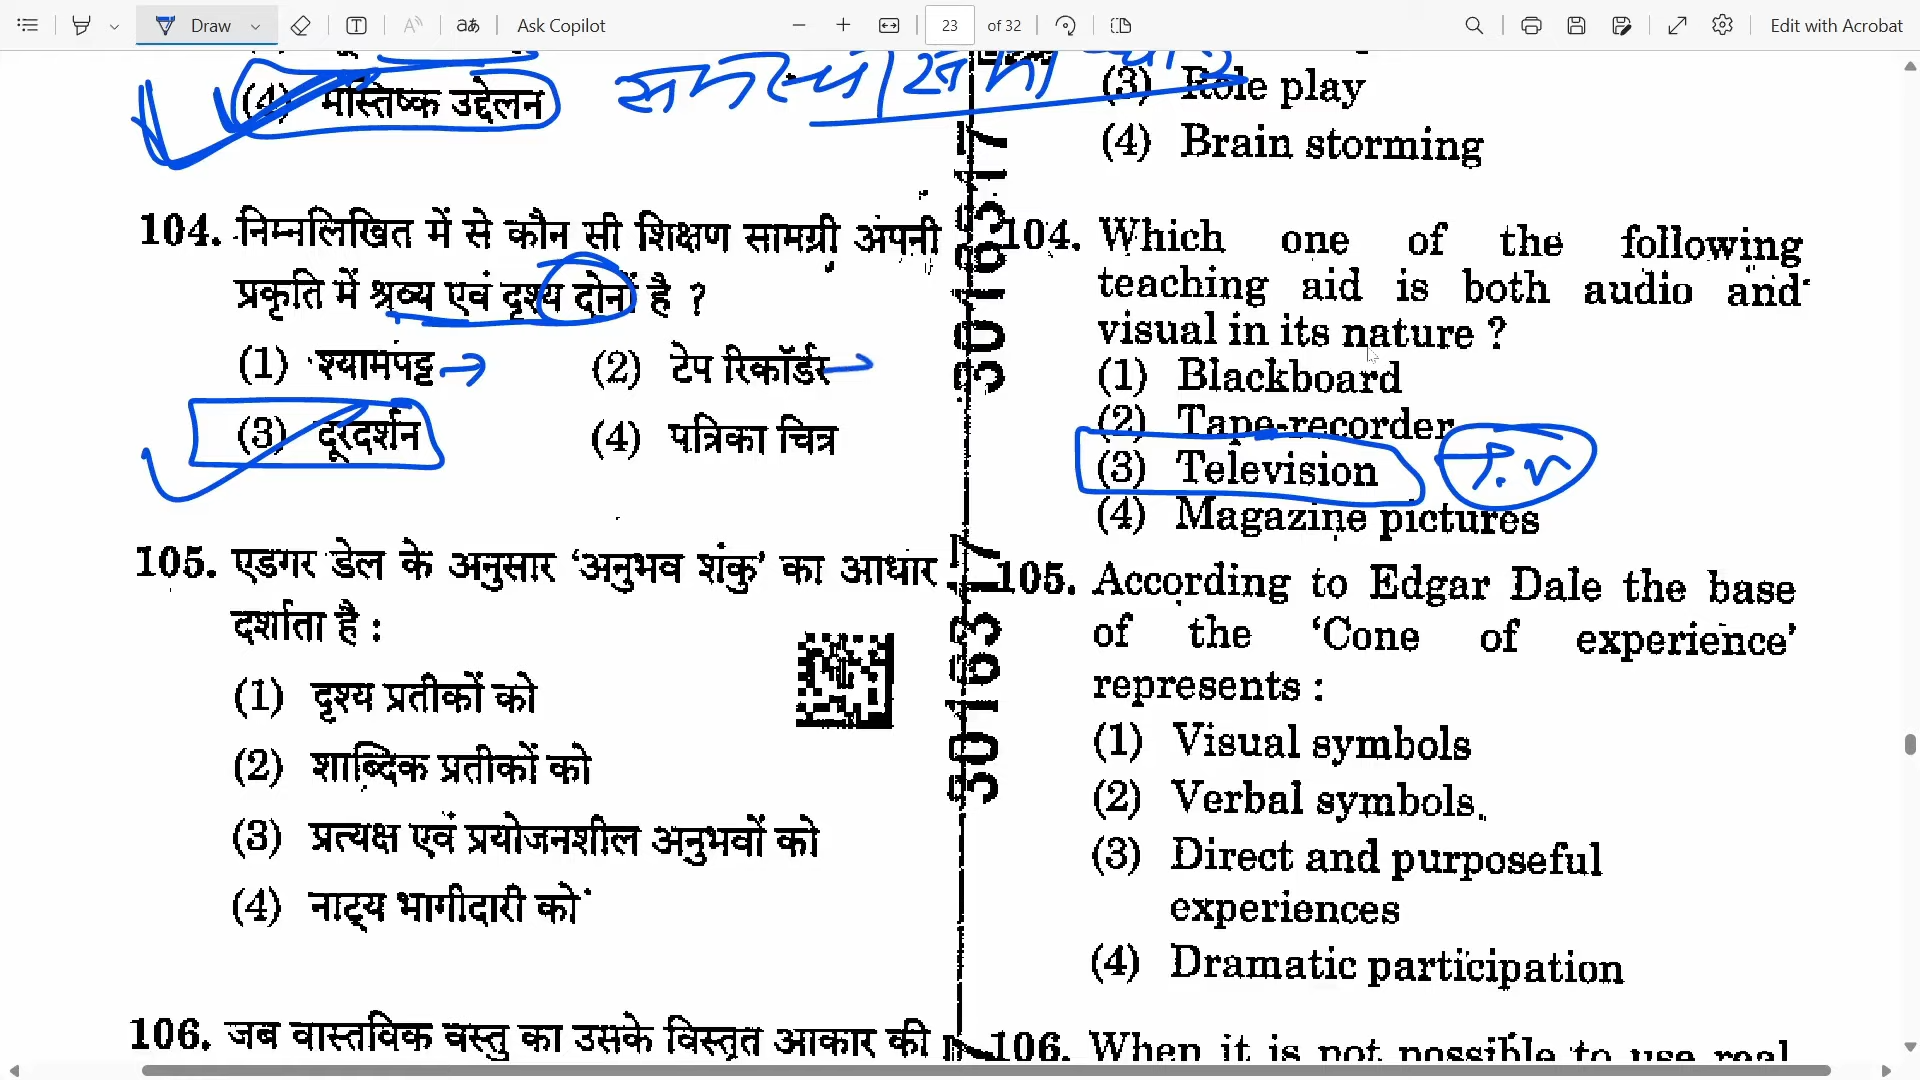 Draw
Ask Copilot
23 of 32
Edit with Acrobat
(4) मस्तिष्क उद्देलन
104. निम्नलिखित में से कौन सी शिक्षण सामग्री अपनी
प्रकृति में श्रव्य एवं दृश्य दोनों है ?
(1) श्यामपट्ट (2) टेप रिकॉर्डर
(3) दूरदर्शन (4) पत्रिका चित्र
105. एडगर डेल के अनुसार 'अनुभव शंकु' का आधार
दर्शाता है :
(1) दृश्य प्रतीकों को
(2) शाब्दिक प्रतीकों को
(3) प्रत्यक्ष एवं प्रयोजनशील अनुभवों को
(4) नाट्य भागीदारी को
106. जब वास्तविक वस्तु का उसके विस्तृत आकार की
30163177
30163177
(3) Role play
(4) Brain storming
104. Which one of the following
teaching aid is both audio and
visual in its nature ?
(1) Blackboard
(2) Tape-recorder
(3) Television T.V
(4) Magazine pictures
105. According to Edgar Dale the base
of the 'Cone of experience'
represents :
(1) Visual symbols
(2) Verbal symbols
(3) Direct and purposeful
experiences
(4) Dramatic participation
106. When it is not possible to use real